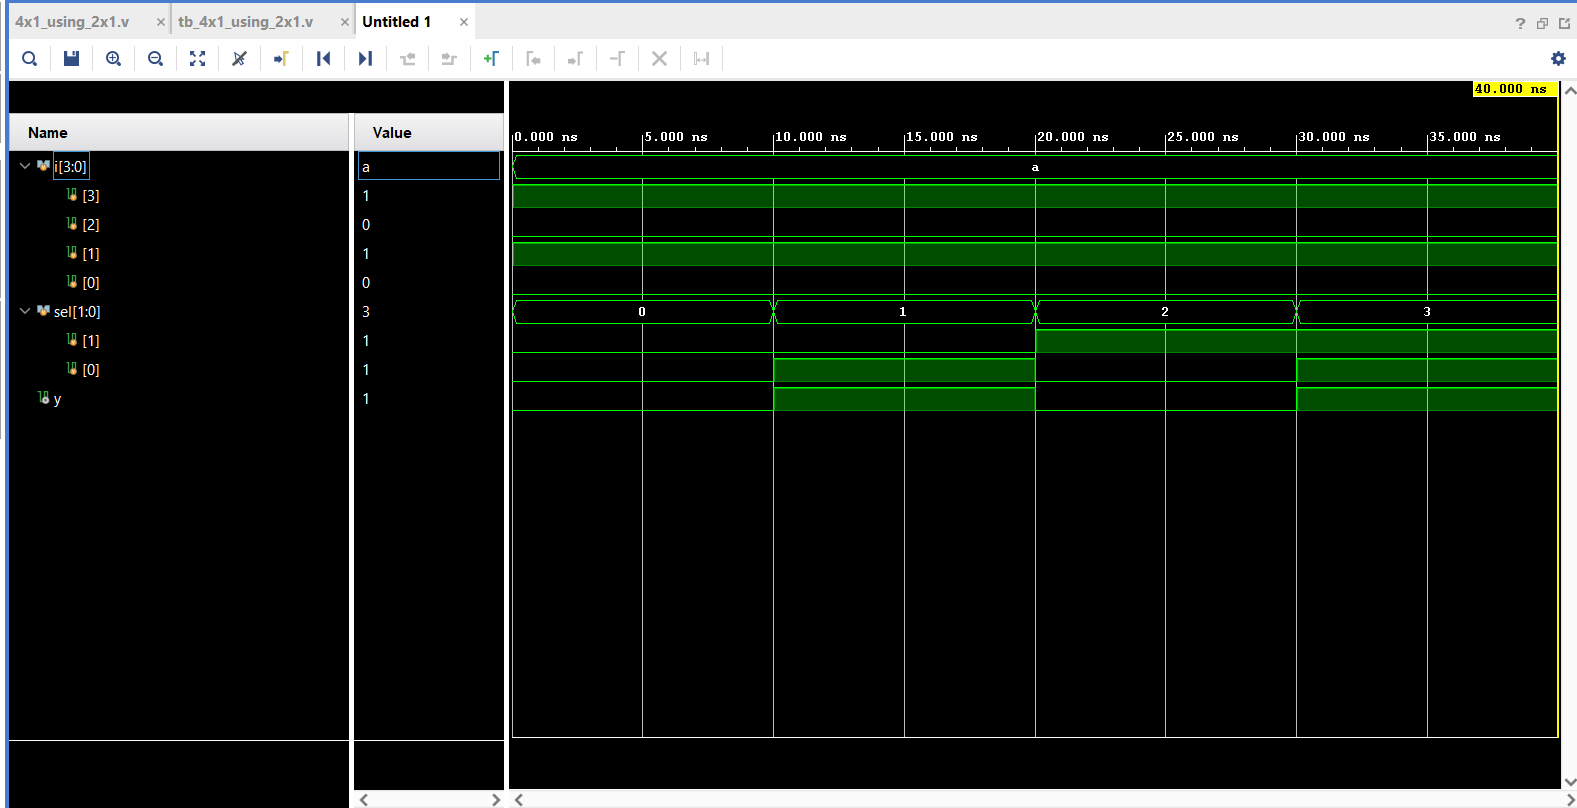 4x1_using_2x1.v × tb_4x1_using_2x1.v × Untitled 1 × ?
40.000 ns
Name Value 0.000 ns 5.000 ns 10.000 ns 15.000 ns 20.000 ns 25.000 ns 30.000 ns 35.000 ns
i[3:0] a a
[3] 1
[2] 0
[1] 1
[0] 0
sel[1:0] 3 0 1 2 3
[1] 1
[0] 1
y 1